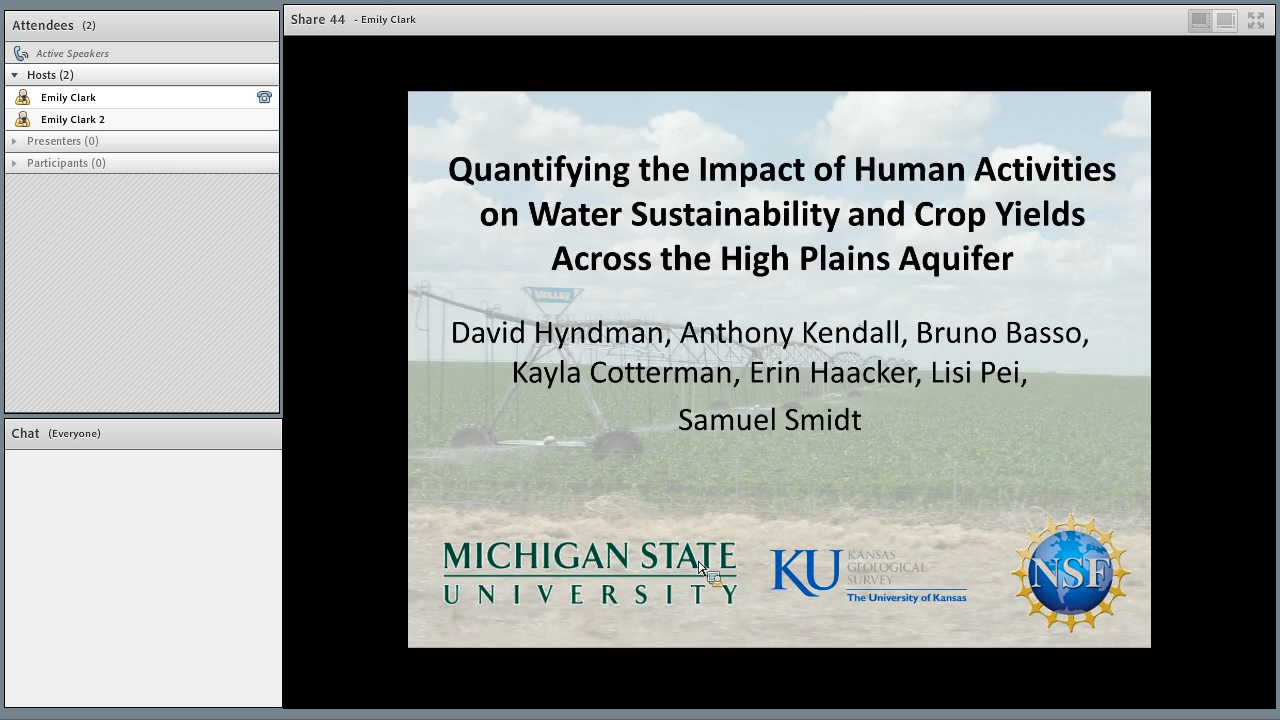 Attendees (2)
Active Speakers
Hosts (2)
Emily Clark
Emily Clark 2
Presenters (0)
Participants (0)
Chat (Everyone)
Share 44 - Emily Clark
Quantifying the Impact of Human Activities
on Water Sustainability and Crop Yields
Across the High Plains Aquifer
VALLEY
David Hyndman, Anthony Kendall, Bruno Basso,
Kayla Cotterman, Erin Haacker, Lisi Pei,
Samuel Smidt
MICHIGAN STATE
UNIVERSITY
KU
KANSAS
GEOLOGICAL
SURVEY
The University of Kansas
NSF